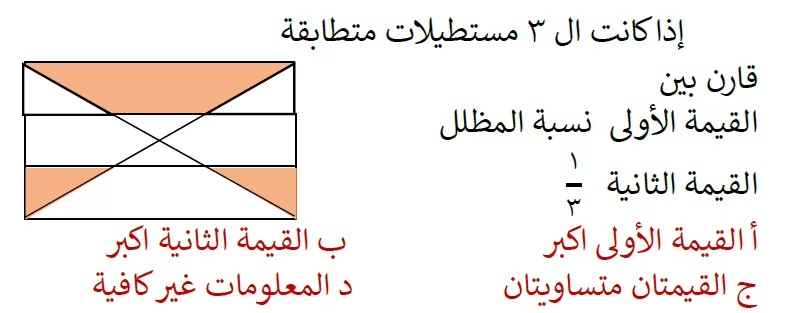 إذا كانت ال ٣ مستطيلات متطابقة
قارن بين
القيمة الأولى نسبة المظلل
القيمة الثانية ١/٣
أ القيمة الأولى اكبر ب القيمة الثانية اكبر
ج القيمتان متساويتان د المعلومات غير كافية